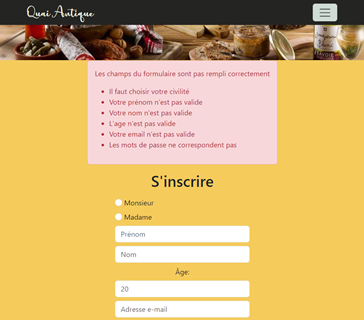 Quai Antique
Les champs du formulaire sont pas rempli correctement
Il faut choisir votre civilité
Votre prénom n'est pas valide
Votre nom n'est pas valide
L'age n'est pas valide
Votre email n'est pas valide
Les mots de passe ne correspondent pas
S'inscrire
Monsieur
Madame
Prénom
Nom
Âge:
20
Adresse e-mail